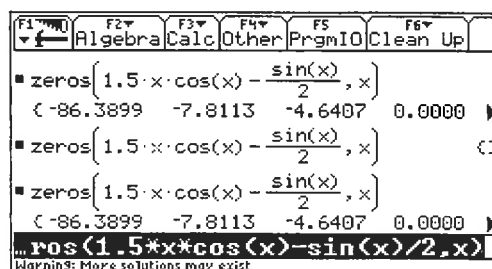 F1 F2 F3 F4 F5 F6
Algebra Calc Other PrgmIO Clean Up
▪ zeros(1.5·x·cos(x) - sin(x)/2, x)
{-86.3899 -7.8113 -4.6407 0.0000 ▶
▪ zeros(1.5·x·cos(x) - sin(x)/2, x)
{}
▪ zeros(1.5·x·cos(x) - sin(x)/2, x)
{-86.3899 -7.8113 -4.6407 0.0000 ▶
…ros(1.5*x*cos(x)-sin(x)/2,x)
Warning: More solutions may exist